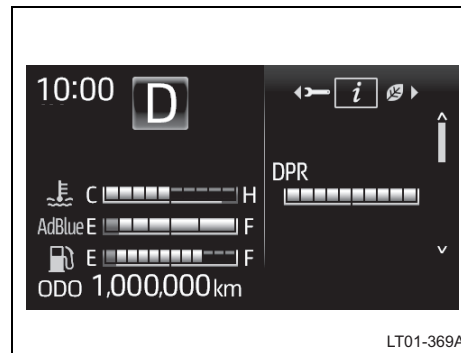 10:00
D
i
DPR
C H
AdBlue E F
E F
ODO 1,000,000 km
LT01-369A